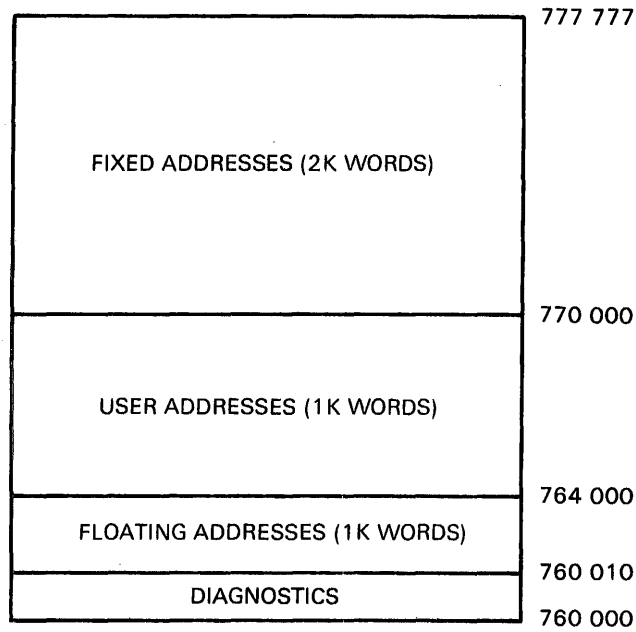 777 777
FIXED ADDRESSES (2K WORDS)
770 000
USER ADDRESSES (1K WORDS)
764 000
FLOATING ADDRESSES (1K WORDS)
760 010
DIAGNOSTICS
760 000